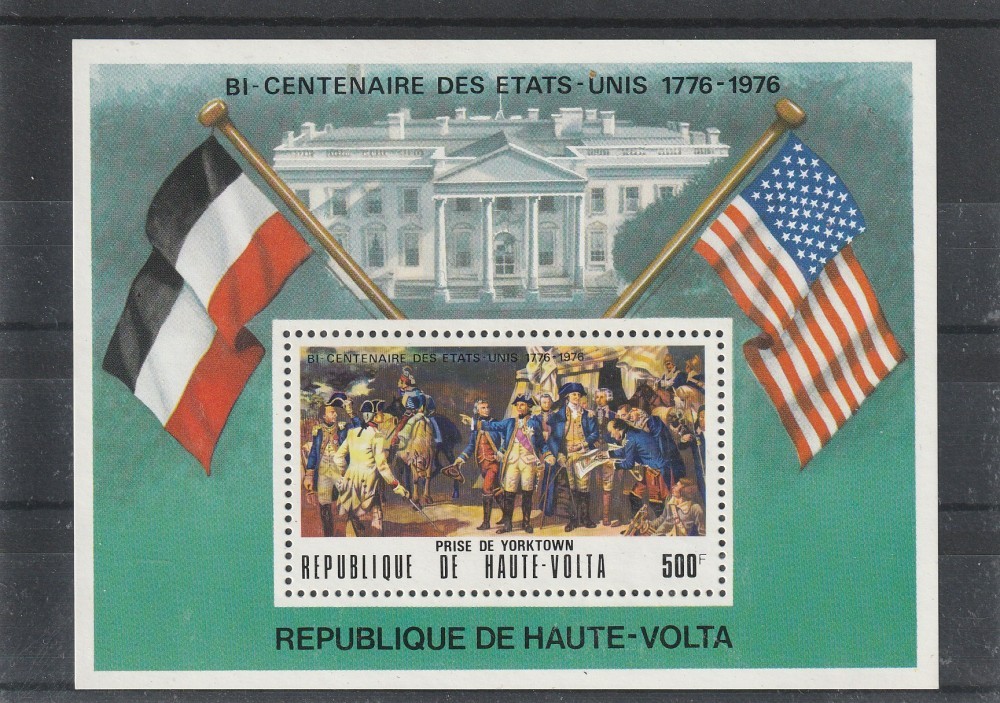 BI-CENTENAIRE DES ETATS-UNIS 1776-1976
BI-CENTENAIRE DES ETATS-UNIS 1776-1976
PRISE DE YORKTOWN
REPUBLIQUE DE HAUTE-VOLTA 500F
REPUBLIQUE DE HAUTE-VOLTA